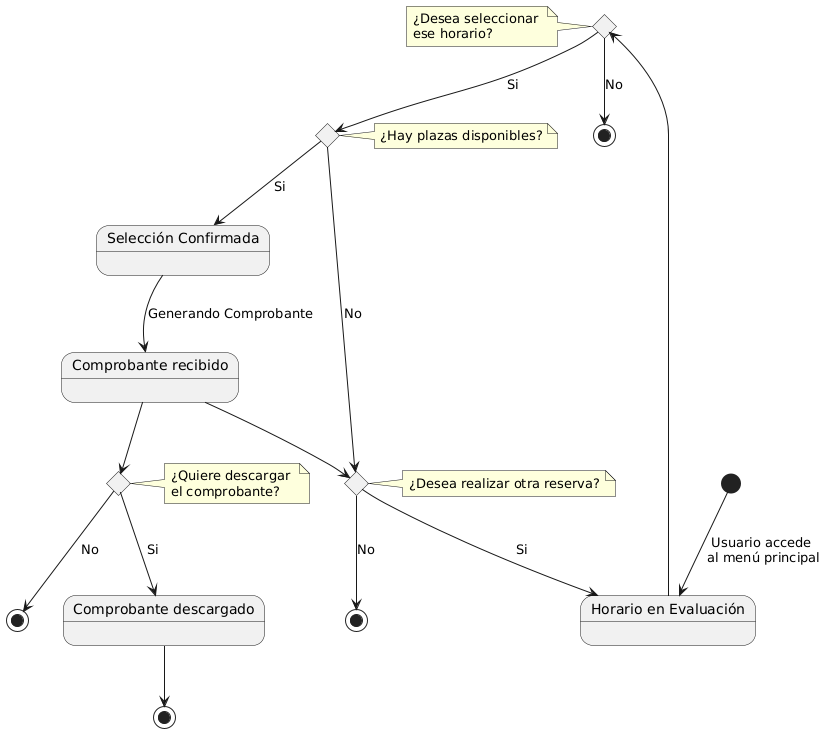 ¿Desea seleccionar
ese horario?
Si
No
¿Hay plazas disponibles?
Si
Selección Confirmada
Generando Comprobante
No
Comprobante recibido
¿Quiere descargar
el comprobante?
¿Desea realizar otra reserva?
No
Si
No
Si
Usuario accede
al menú principal
Comprobante descargado
Horario en Evaluación